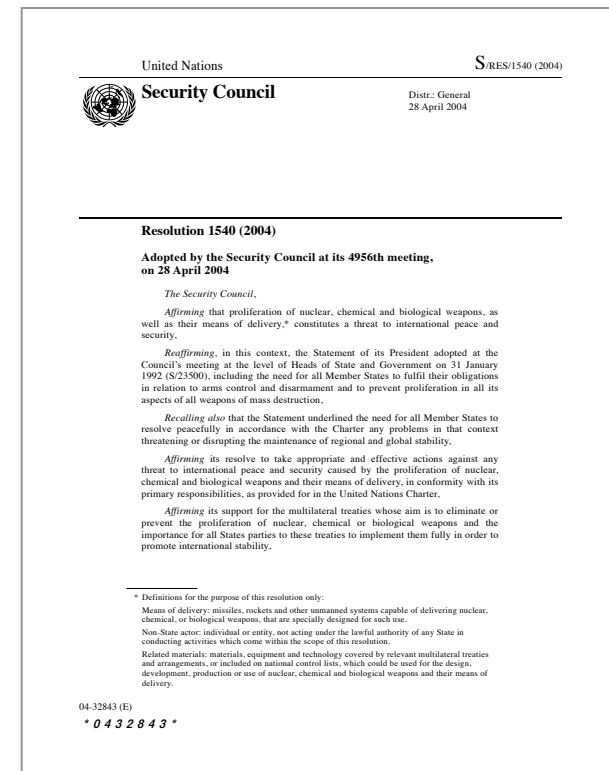 United Nations S/RES/1540 (2004)
Security Council
Distr.: General
28 April 2004
Resolution 1540 (2004)
Adopted by the Security Council at its 4956th meeting,
on 28 April 2004
The Security Council,
Affirming that proliferation of nuclear, chemical and biological weapons, as
well as their means of delivery,* constitutes a threat to international peace and
security,
Reaffirming, in this context, the Statement of its President adopted at the
Council's meeting at the level of Heads of State and Government on 31 January
1992 (S/23500), including the need for all Member States to fulfil their obligations
in relation to arms control and disarmament and to prevent proliferation in all its
aspects of all weapons of mass destruction,
Recalling also that the Statement underlined the need for all Member States to
resolve peacefully in accordance with the Charter any problems in that context
threatening or disrupting the maintenance of regional and global stability,
Affirming its resolve to take appropriate and effective actions against any
threat to international peace and security caused by the proliferation of nuclear,
chemical and biological weapons and their means of delivery, in conformity with its
primary responsibilities, as provided for in the United Nations Charter,
Affirming its support for the multilateral treaties whose aim is to eliminate or
prevent the proliferation of nuclear, chemical or biological weapons and the
importance for all States parties to these treaties to implement them fully in order to
promote international stability,
* Definitions for the purpose of this resolution only:
Means of delivery: missiles, rockets and other unmanned systems capable of delivering nuclear,
chemical, or biological weapons, that are specially designed for such use.
Non-State actor: individual or entity, not acting under the lawful authority of any State in
conducting activities which come within the scope of this resolution.
Related materials: materials, equipment and technology covered by relevant multilateral treaties
and arrangements, or included on national control lists, which could be used for the design,
development, production or use of nuclear, chemical and biological weapons and their means of
delivery.
04-32843 (E)
*0432843*